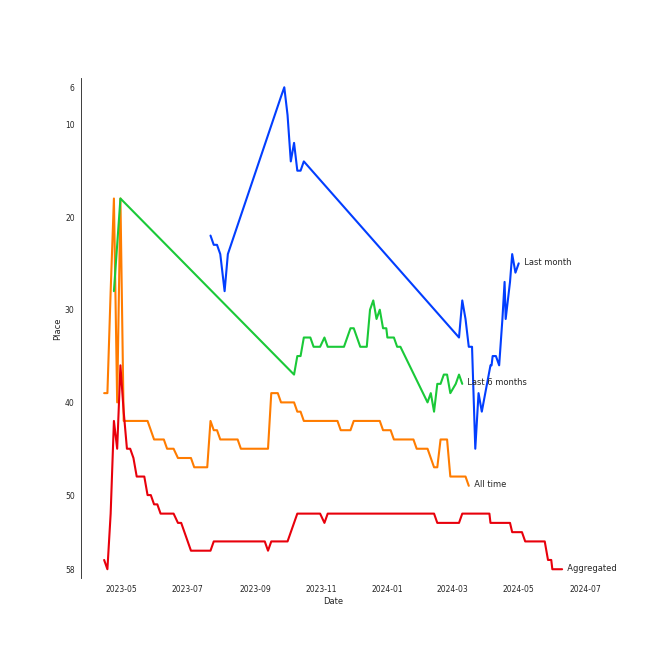 6
10
20
30
40
50
58
Place
Last month
Last 6 months
All time
Aggregated
2023-05
2023-07
2023-09
2023-11
2024-01
2024-03
2024-05
2024-07
Date